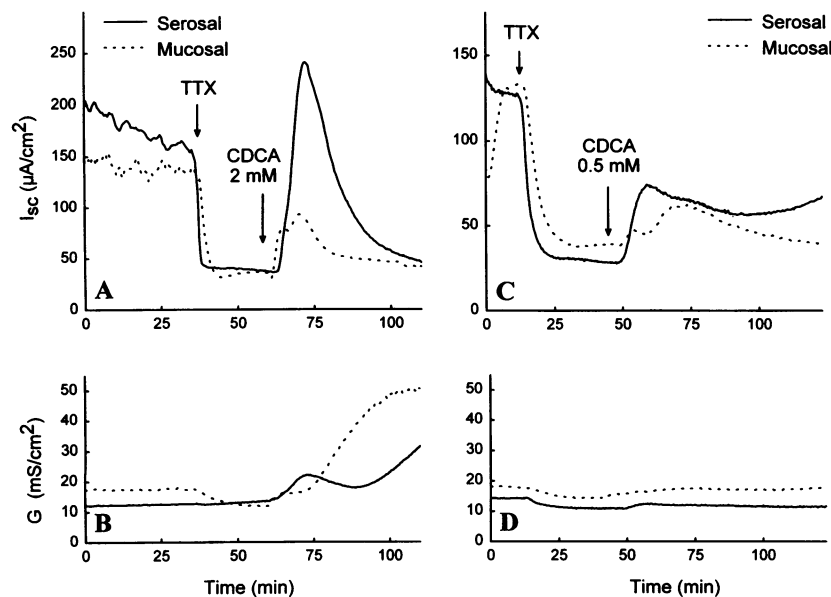 Serosal
Mucosal
TTX
CDCA
2 mM
Isc (µA/cm²)
250
200
150
100
50
0
A
0 25 50 75 100
Serosal
Mucosal
TTX
CDCA
0.5 mM
150
100
50
0
C
0 25 50 75 100
G (mS/cm²)
50
40
30
20
10
0
B
0 25 50 75 100
Time (min)
50
40
30
20
10
0
D
0 25 50 75 100
Time (min)